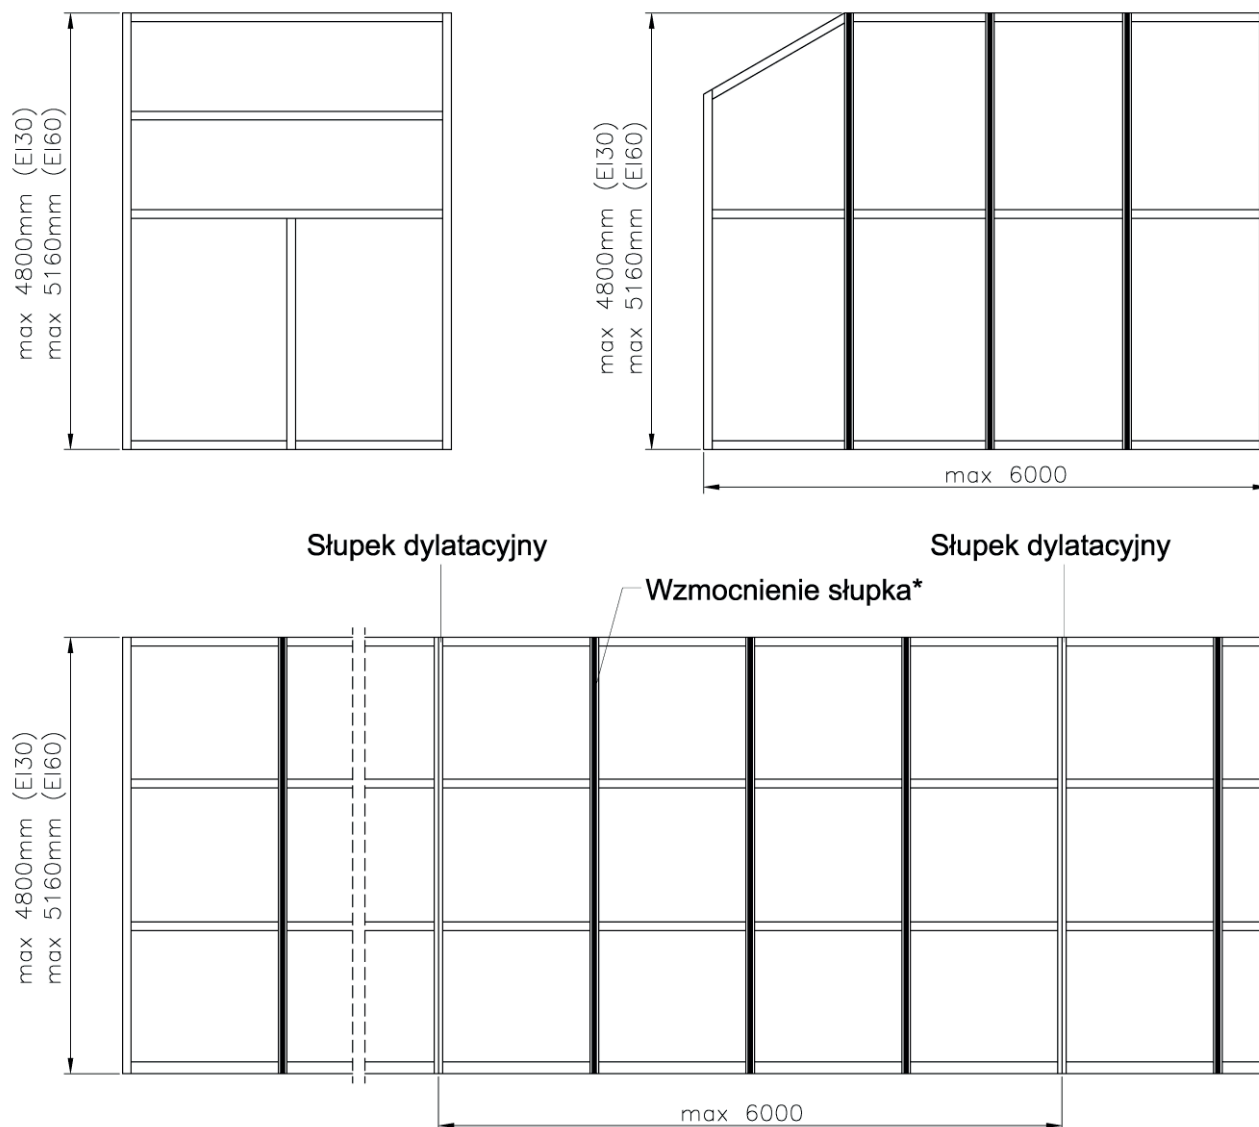 max 4800mm (EI30)
max 5160mm (EI60)
max 4800mm (EI30)
max 5160mm (EI60)
max 6000
Słupek dylatacyjny
Słupek dylatacyjny
Wzmocnienie słupka*
max 4800mm (EI30)
max 5160mm (EI60)
max 6000